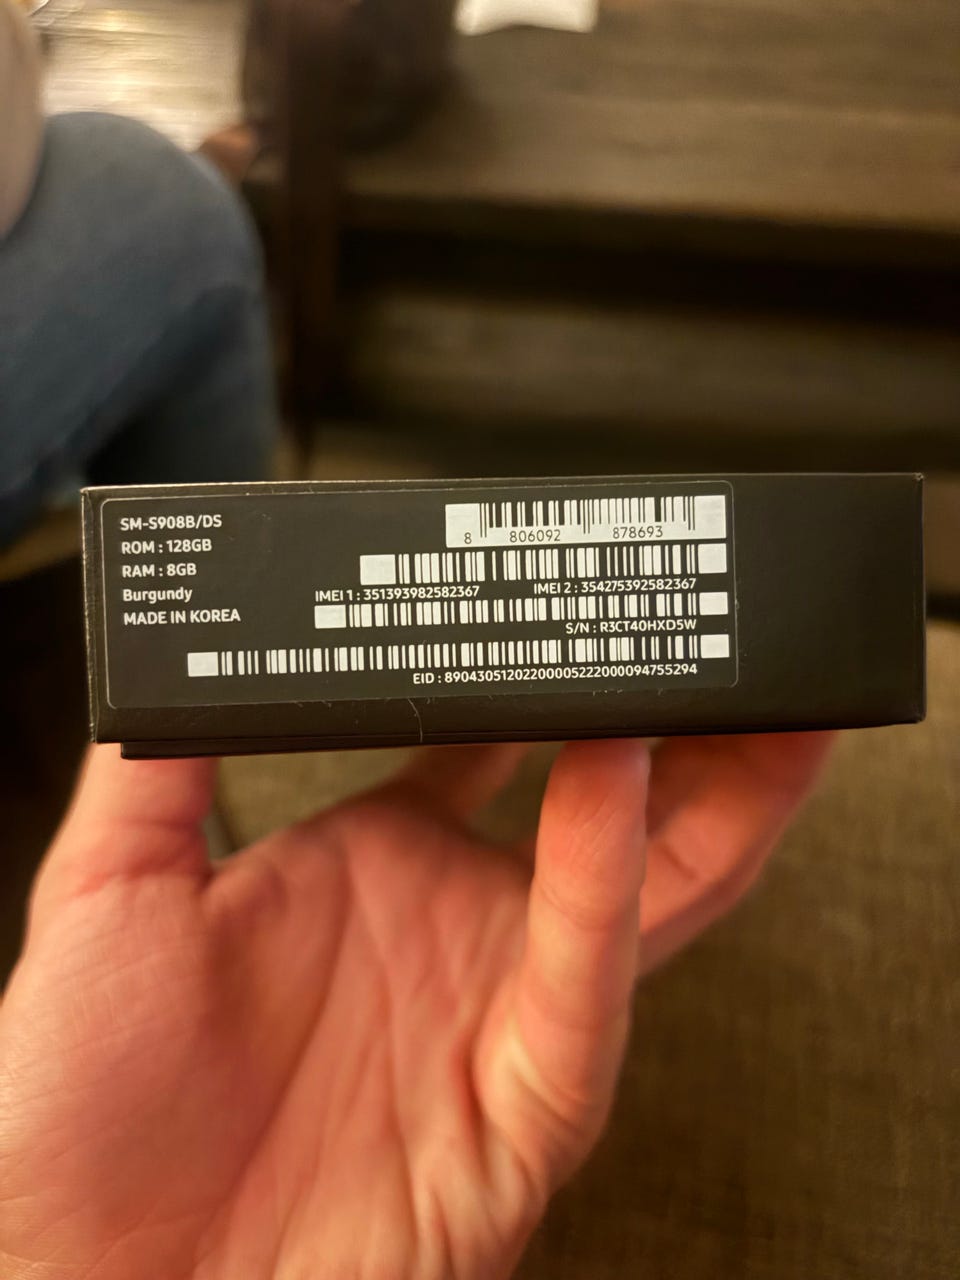 SM-S908B/DS
ROM : 128GB
RAM : 8GB
Burgundy
MADE IN KOREA
8 806092 878693
IMEI 1 : 351393982582367 IMEI 2 : 354275392582367
S/N : R3CT40HXD5W
EID : 89043051202200005222000094755294